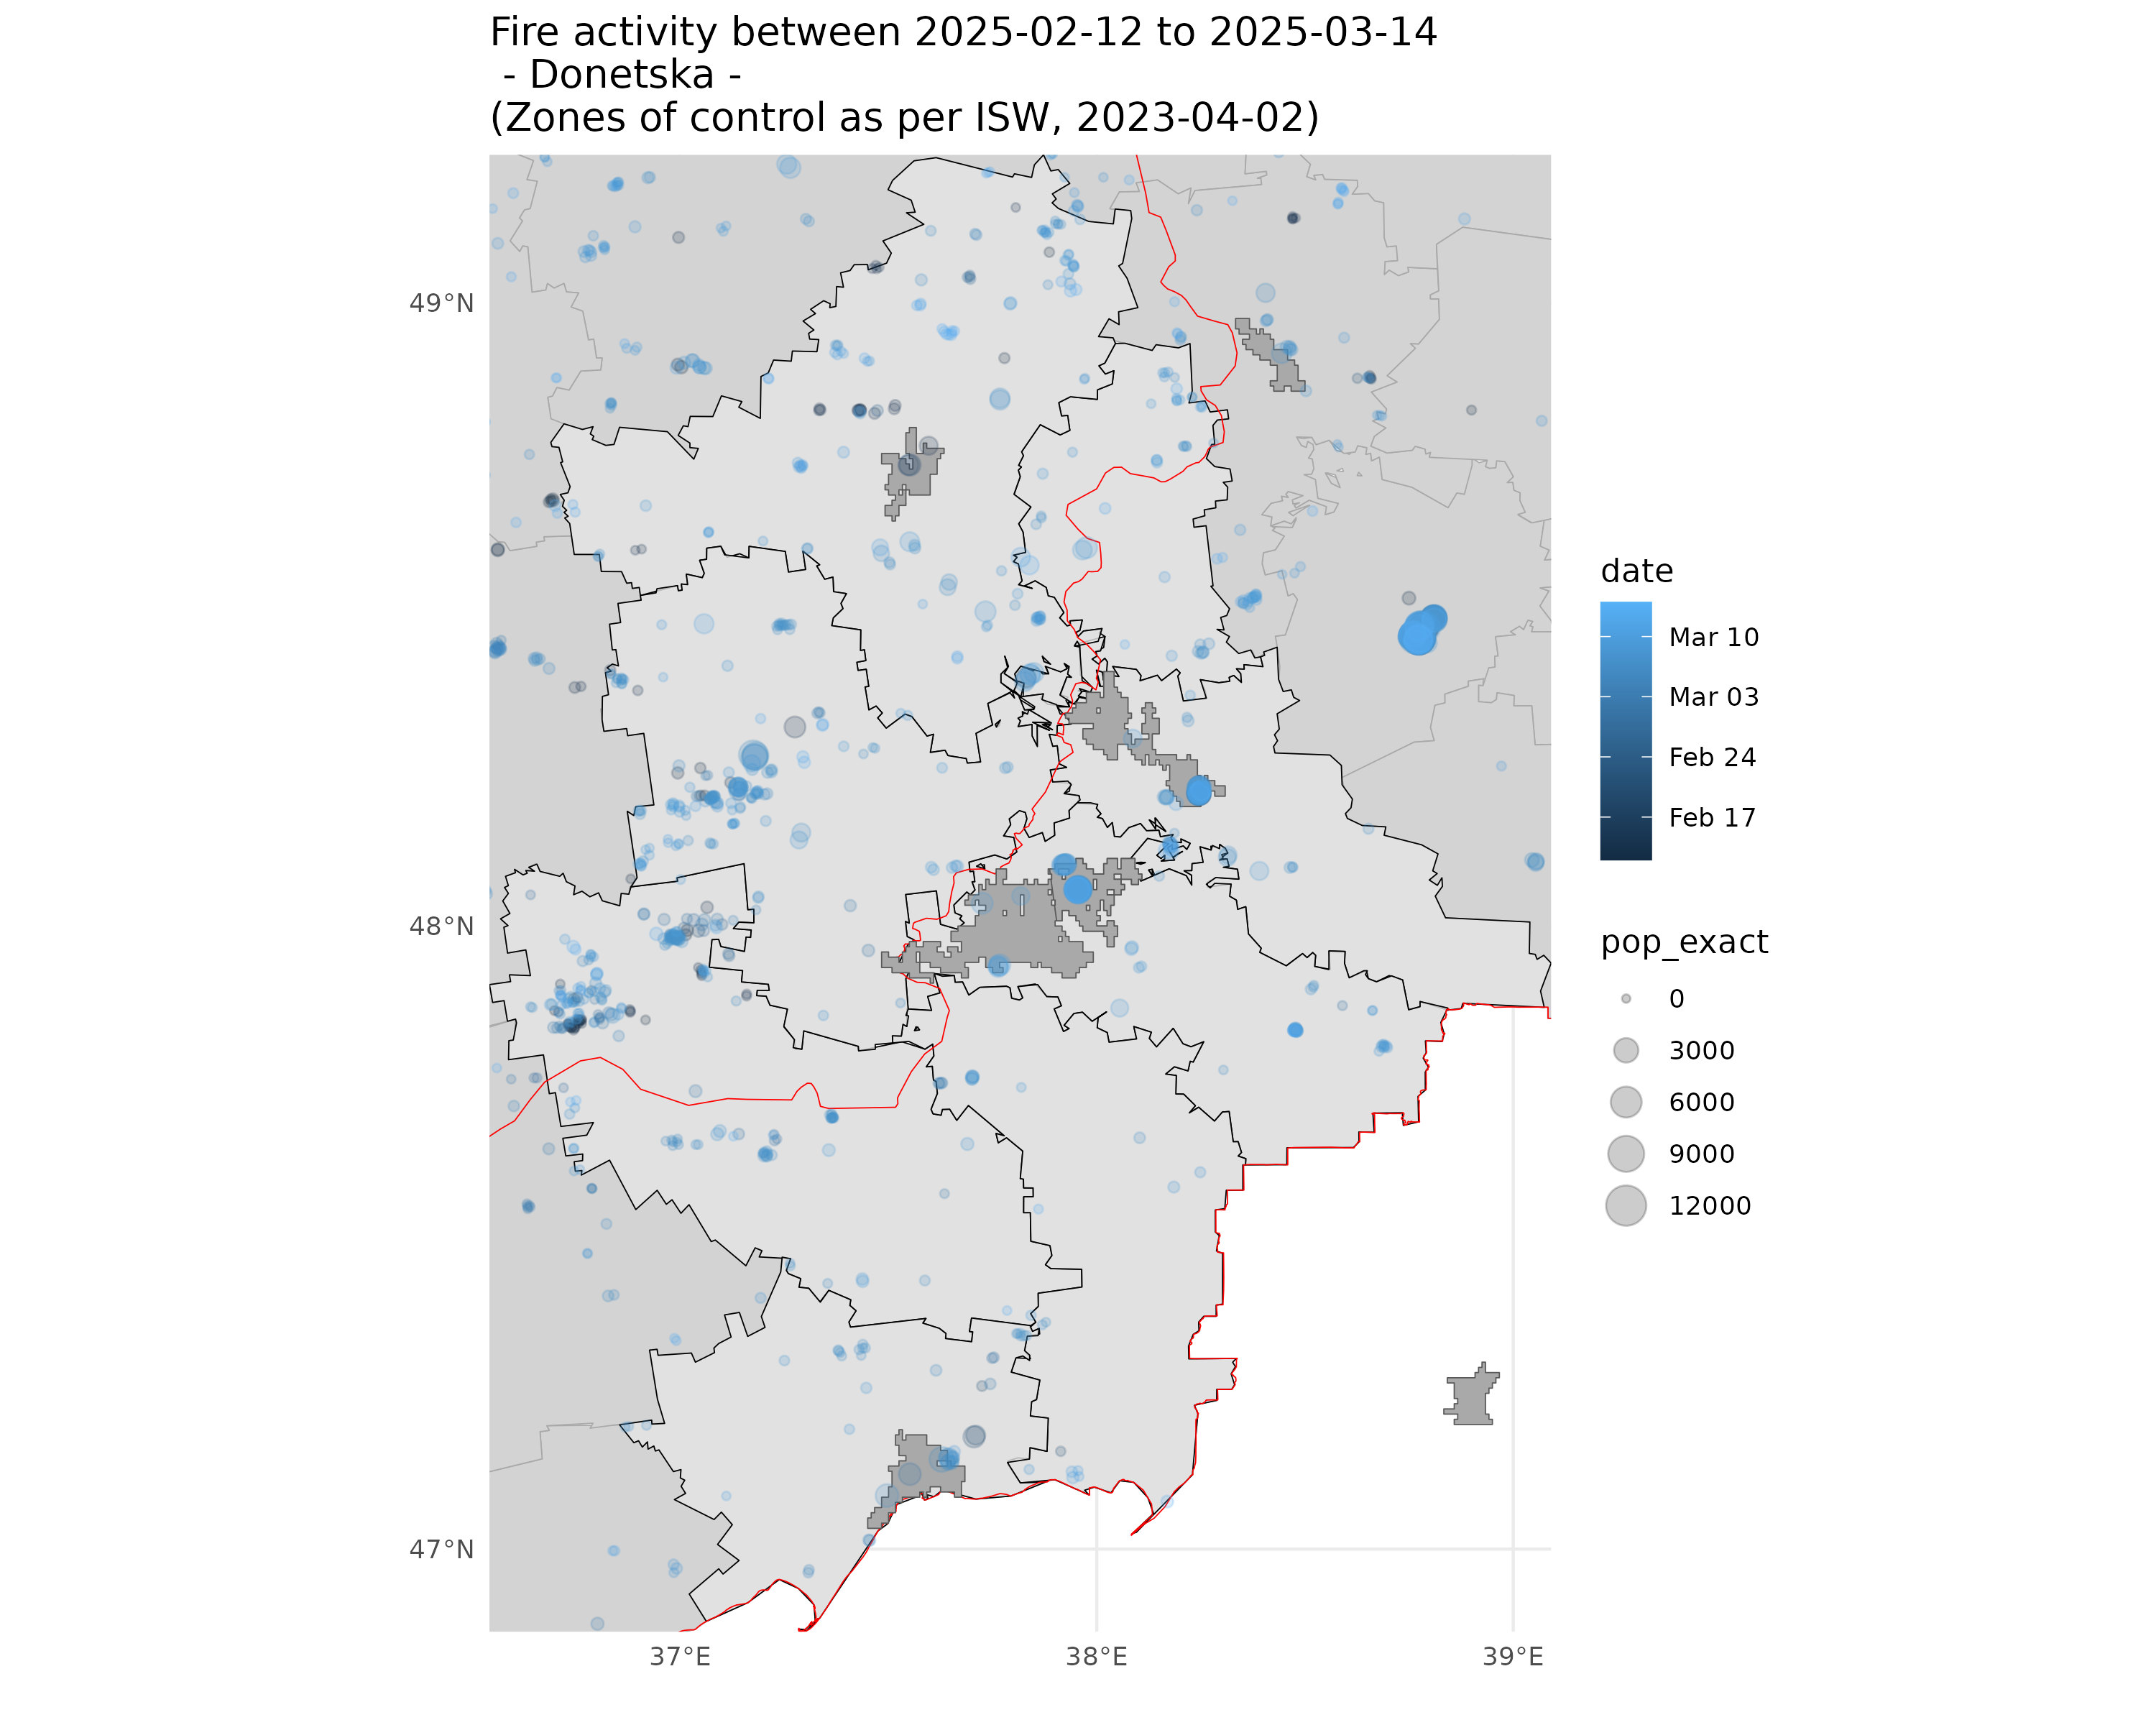 Fire activity between 2025-02-12 to 2025-03-14
- Donetska -
(Zones of control as per ISW, 2023-04-02)
49°N
48°N
47°N
37°E
38°E
39°E
date
Mar 10
Mar 03
Feb 24
Feb 17
pop_exact
0
3000
6000
9000
12000